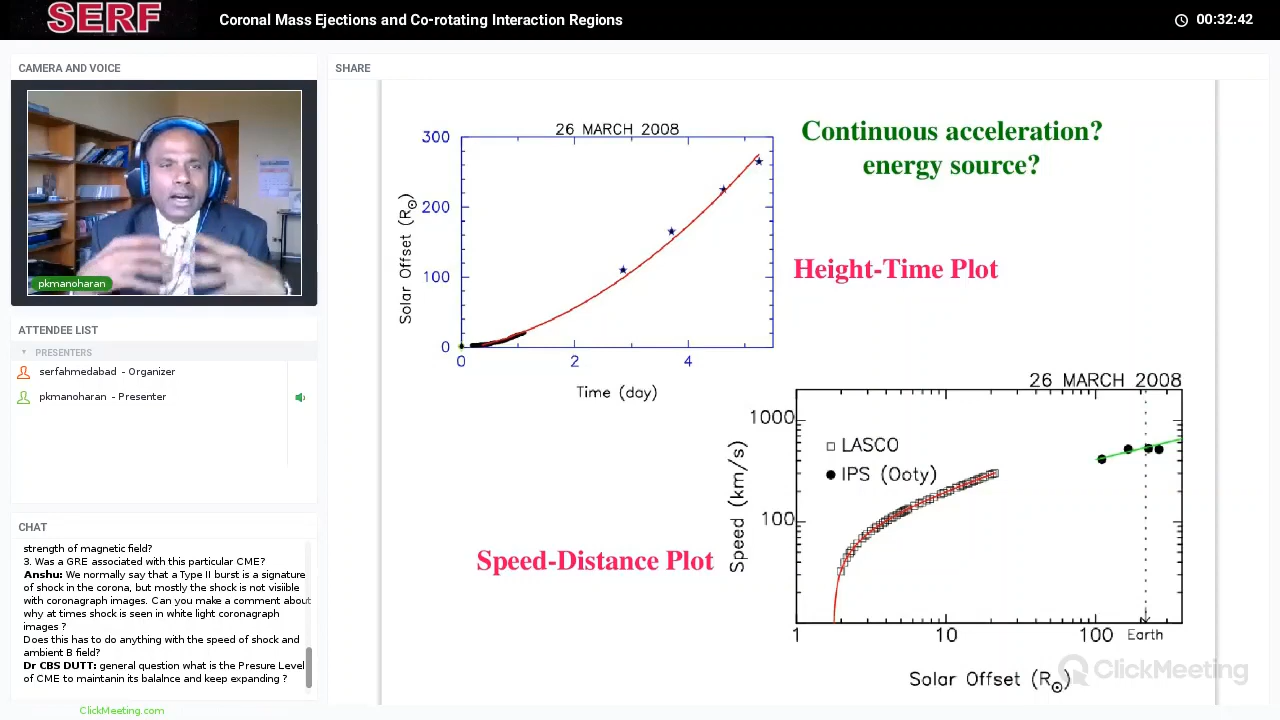 SERF
Coronal Mass Ejections and Co-rotating Interaction Regions
00:32:42
CAMERA AND VOICE
pkmanoharan
ATTENDEE LIST
PRESENTERS
serfahmedabad - Organizer
pkmanoharan - Presenter
CHAT
strength of magnetic field?
3. Was a GRE associated with this particular CME?
Anshu: We normally say that a Type II burst is a signature
of shock in the corona, but mostly the shock is not visiible
with coronagraph images. Can you make a comment about
why at times shock is seen in white light coronagraph
images ?
Does this has to do anything with the speed of shock and
ambient B field?
Dr CBS DUTT: general question what is the Presure Level
of CME to maintanin its balalnce and keep expanding ?
ClickMeeting.com
SHARE
26 MARCH 2008
300
200
100
0
Solar Offset (R☉)
0 2 4
Time (day)
Continuous acceleration?
energy source?
Height-Time Plot
Speed-Distance Plot
26 MARCH 2008
1000
100
Speed (km/s)
LASCO
IPS (Ooty)
1 10 100 Earth
Solar Offset (R☉)
ClickMeeting